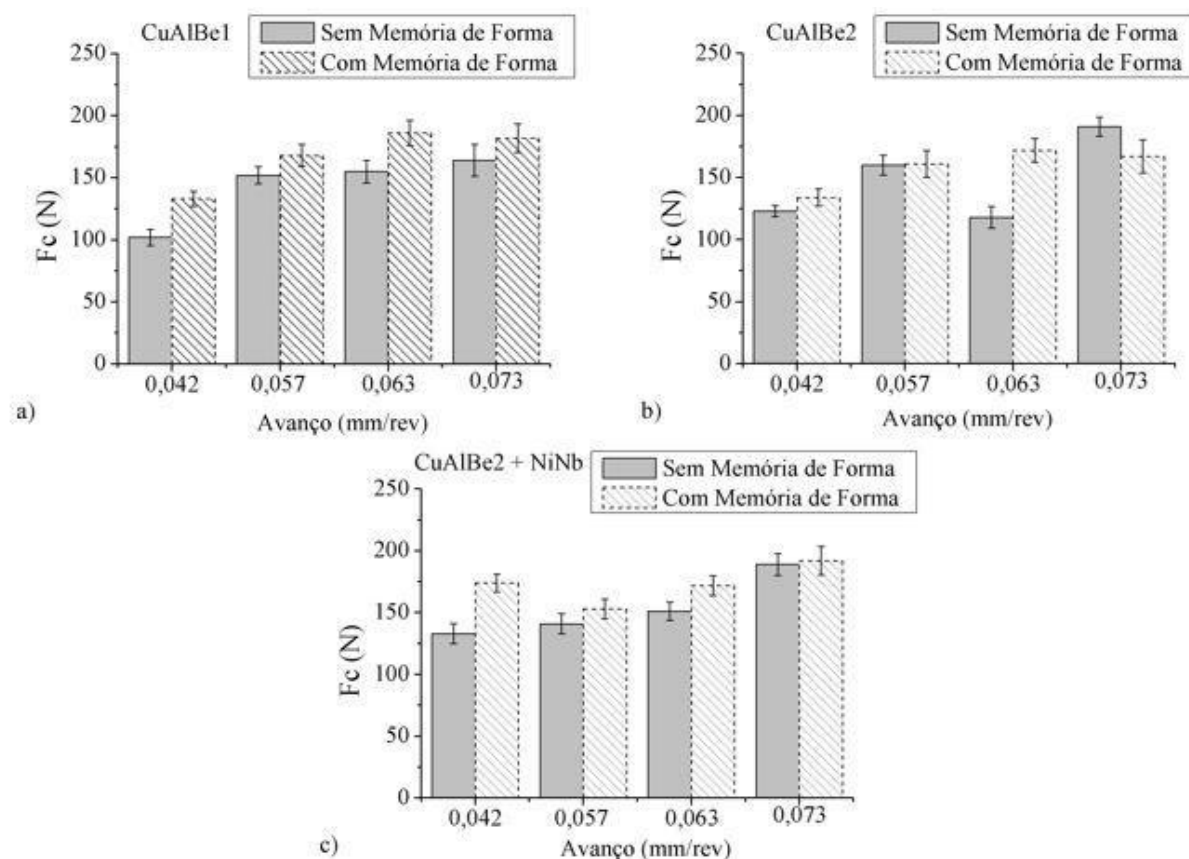 CuAlBe1
Sem Memória de Forma
Com Memória de Forma
250
200
150
100
50
0
Fc (N)
0,042 0,057 0,063 0,073
Avanço (mm/rev)
a)
CuAlBe2
Sem Memória de Forma
Com Memória de Forma
250
200
150
100
50
0
Fc (N)
0,042 0,057 0,063 0,073
Avanço (mm/rev)
b)
CuAlBe2 + NiNb
Sem Memória de Forma
Com Memória de Forma
250
200
150
100
50
0
Fc (N)
0,042 0,057 0,063 0,073
Avanço (mm/rev)
c)